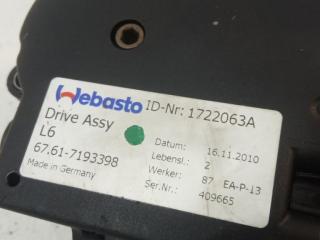 Webasto ID-Nr: 1722063A
Drive Assy
L6
67.61-7193398
Made in Germany
Datum: 16.11.2010
Lebensl.: 2
Werker: 87 EA-P-13
Ser.Nr.: 409665